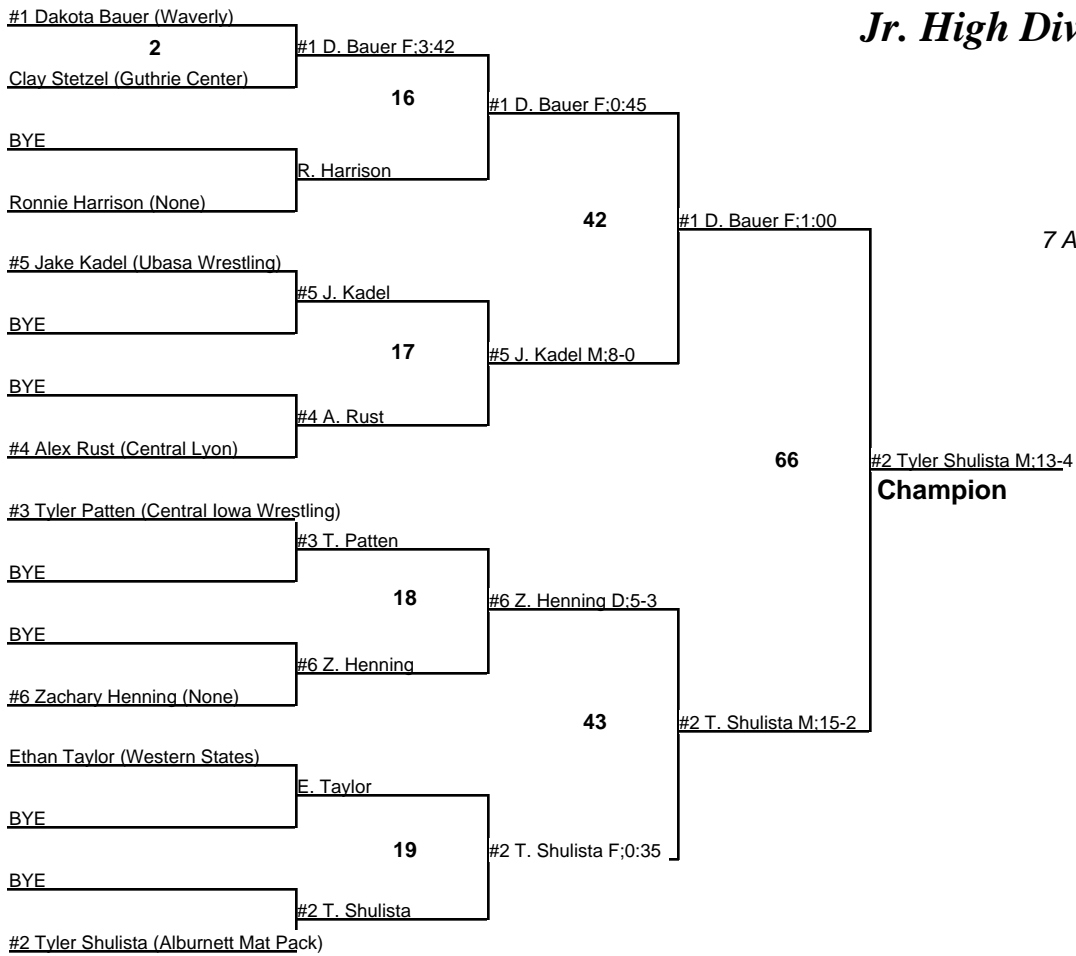 #1 Dakota Bauer (Waverly)
Jr. High Div
2
#1 D. Bauer F;3:42
Clay Stetzel (Guthrie Center)
16
#1 D. Bauer F;0:45
BYE
R. Harrison
Ronnie Harrison (None)
42
#1 D. Bauer F;1:00
7 A
#5 Jake Kadel (Ubasa Wrestling)
#5 J. Kadel
BYE
17
#5 J. Kadel M;8-0
BYE
#4 A. Rust
#4 Alex Rust (Central Lyon)
66
#2 Tyler Shulista M;13-4
Champion
#3 Tyler Patten (Central Iowa Wrestling)
#3 T. Patten
BYE
18
#6 Z. Henning D;5-3
BYE
#6 Z. Henning
#6 Zachary Henning (None)
43
#2 T. Shulista M;15-2
Ethan Taylor (Western States)
E. Taylor
BYE
19
#2 T. Shulista F;0:35
BYE
#2 T. Shulista
#2 Tyler Shulista (Alburnett Mat Pack)